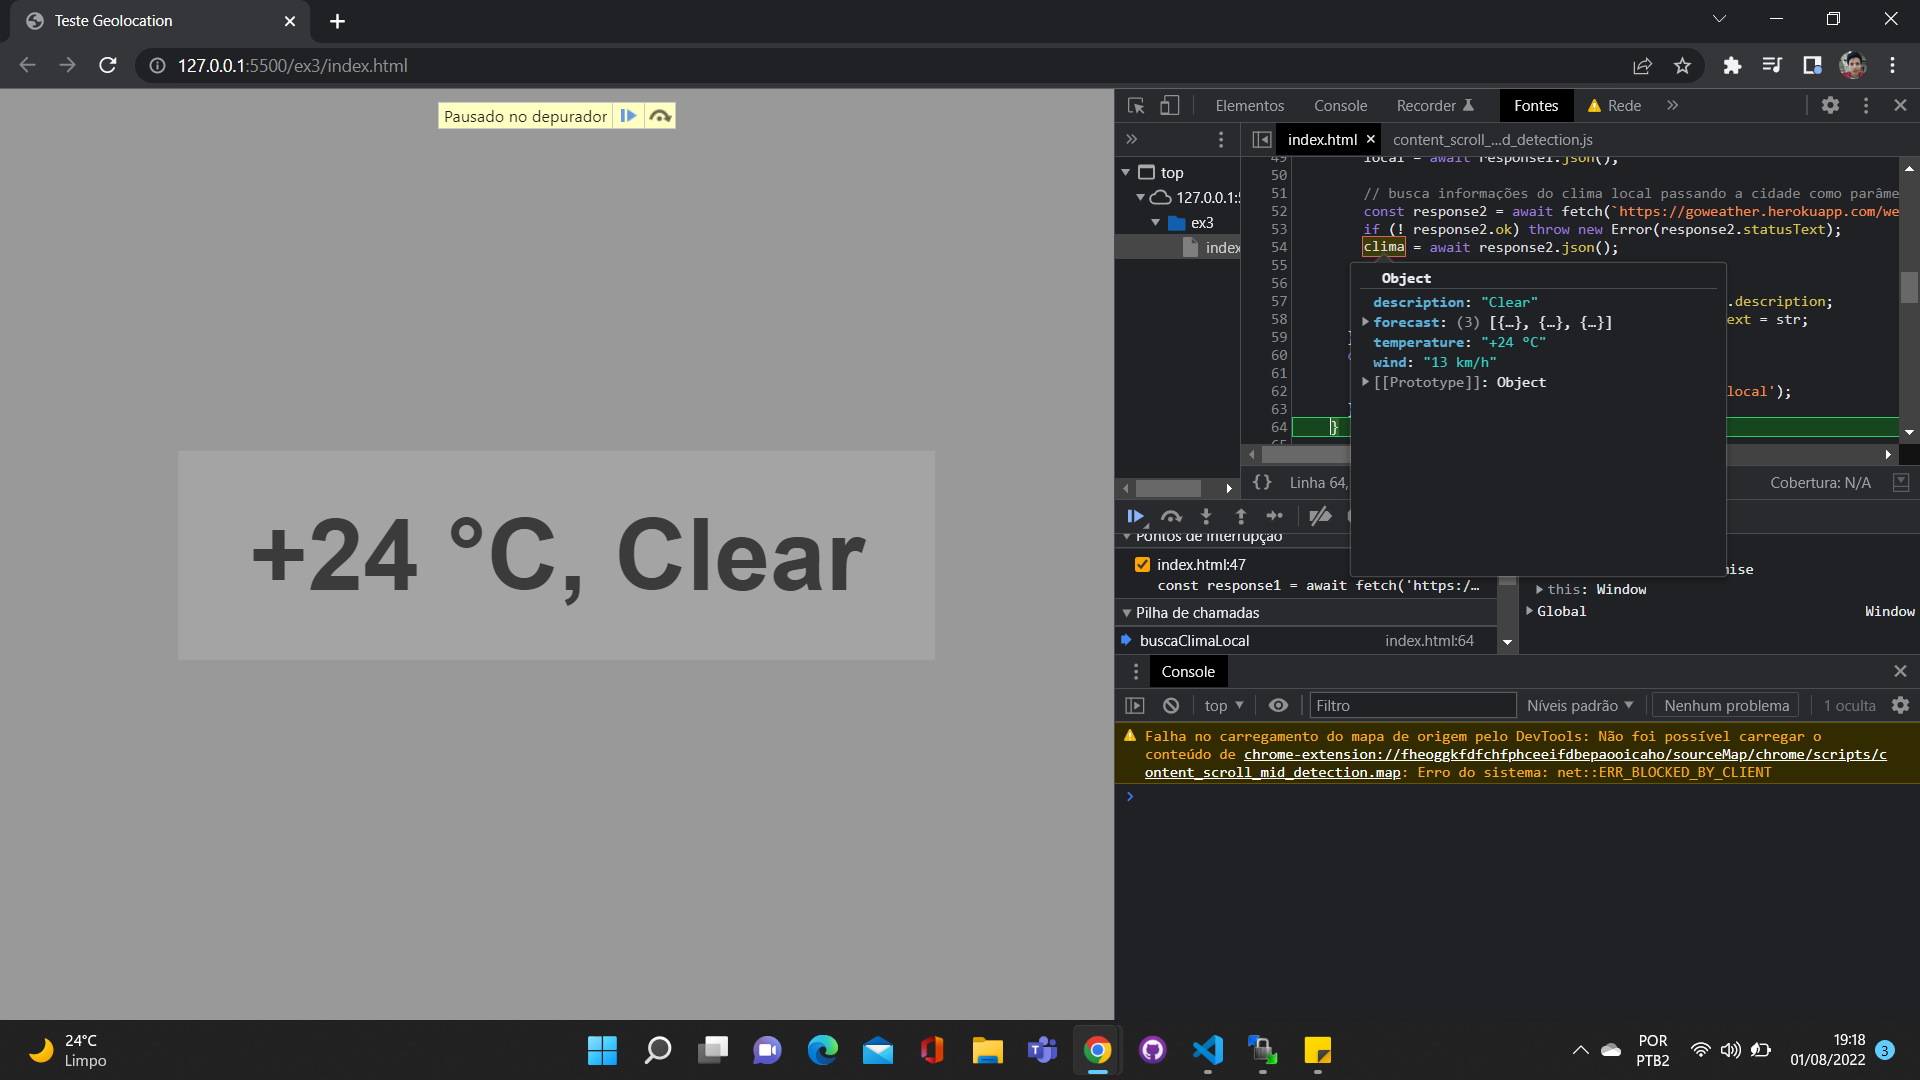 Teste Geolocation
127.0.0.1:5500/ex3/index.html
Pausado no depurador
+24 °C, Clear
Elementos
Console
Recorder
Fontes
Rede
index.html
content_scroll_...d_detection.js
top
127.0.0.1:5
ex3
index
49 local = await response1.json();
50
51 // busca informações do clima local passando a cidade como parâme
52 const response2 = await fetch(`https://goweather.herokuapp.com/we
53 if (! response2.ok) throw new Error(response2.statusText);
54 clima = await response2.json();
55
56
57 .description;
58 ext = str;
59 }
60
61
62 local');
63 }
64 }
65
Object
description: "Clear"
forecast: (3) [{…}, {…}, {…}]
temperature: "+24 °C"
wind: "13 km/h"
[[Prototype]]: Object
{} Linha 64,
Cobertura: N/A
Pontos de interrupção
index.html:47
const response1 = await fetch('https:/…
Pilha de chamadas
buscaClimaLocal index.html:64
mise
this: Window
Global Window
Console
top
Filtro
Níveis padrão
Nenhum problema
1 oculta
Falha no carregamento do mapa de origem pelo DevTools: Não foi possível carregar o
conteúdo de chrome-extension://fheoggkfdfchfphceeifdbepaooicaho/sourceMap/chrome/scripts/c
ontent_scroll_mid_detection.map: Erro do sistema: net::ERR_BLOCKED_BY_CLIENT
24°C
Limpo
POR
PTB2
19:18
01/08/2022
3